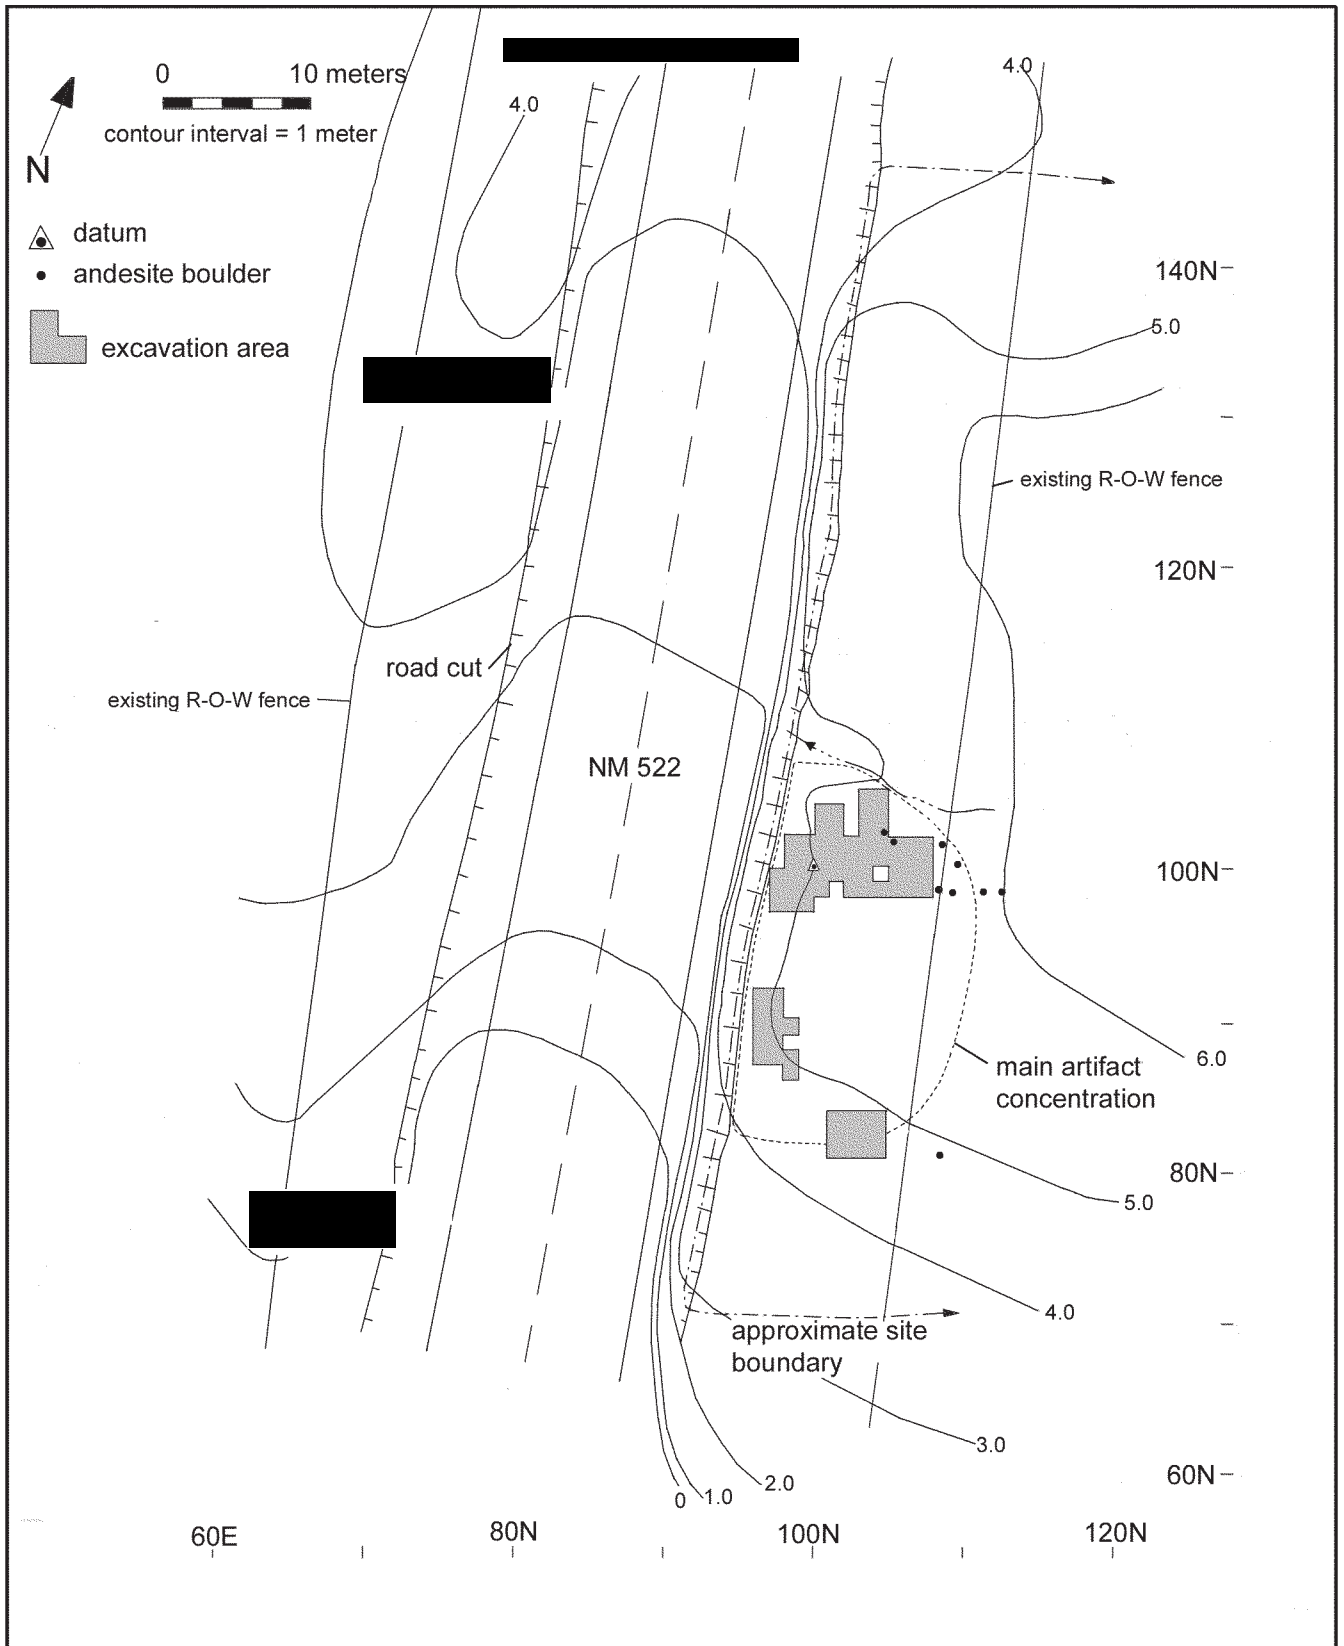 4.0
0 10 meters
4.0
contour interval = 1 meter
N
datum
andesite boulder
140N
5.0
excavation area
existing R-O-W fence
120N
road cut
existing R-O-W fence
NM 522
100N
6.0
main artifact
concentration
80N
5.0
4.0
approximate site
boundary
3.0
60N
2.0
1.0
0
60E 80N 100N 120N